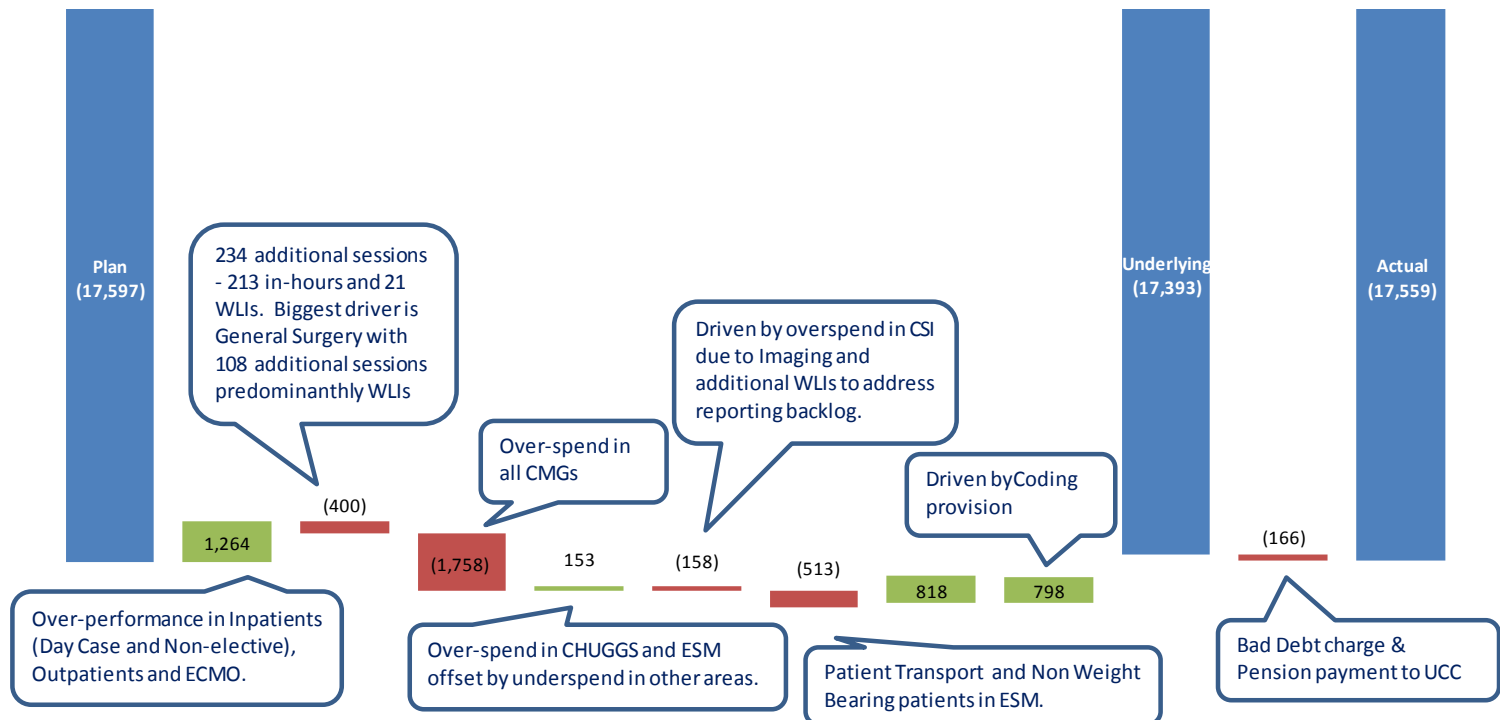 Plan
(17,597)
1,264
Over-performance in Inpatients
(Day Case and Non-elective),
Outpatients and ECMO.
234 additional sessions
- 213 in-hours and 21
WLIs. Biggest driver is
General Surgery with
108 additional sessions
predominanthly WLIs
(400)
Over-spend in
all CMGs
(1,758)
153
Over-spend in CHUGGS and ESM
offset by underspend in other areas.
Driven by overspend in CSI
due to Imaging and
additional WLIs to address
reporting backlog.
(158)
(513)
Patient Transport and Non Weight
Bearing patients in ESM.
818
Driven by Coding
provision
798
Underlying
(17,393)
(166)
Bad Debt charge &
Pension payment to UCC
Actual
(17,559)